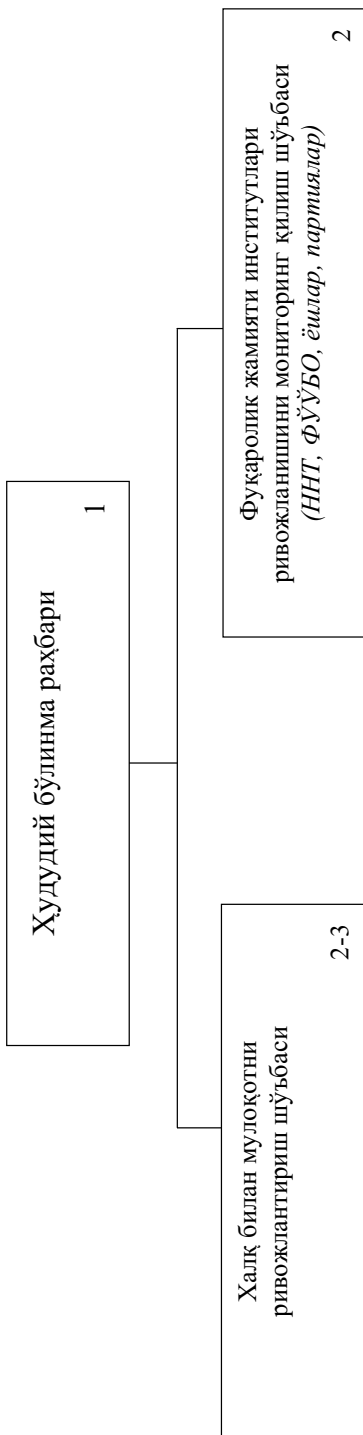 Ҳудудий бўлинма раҳбари
1
Халқ билан мулоқотни
ривожлантириш шўъбаси
2-3
Фуқаролик жамияти институтлари
ривожланишини мониторинг қилиш шўъбаси
(ННТ, ФЎЎБО, ёшлар, партиялар)
2